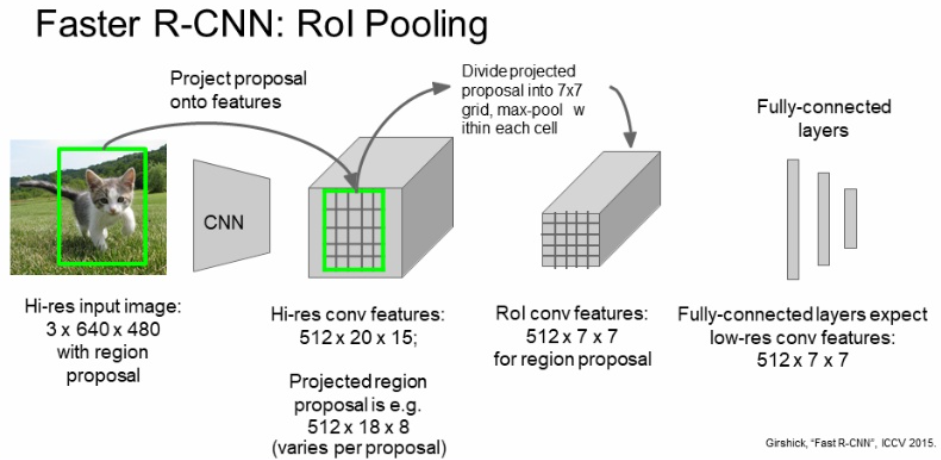 Faster R-CNN: RoI Pooling
Project proposal
onto features
Divide projected
proposal into 7x7
grid, max-pool w
ithin each cell
Fully-connected
layers
CNN
Hi-res input image:
3 x 640 x 480
with region
proposal
Hi-res conv features:
512 x 20 x 15;
Projected region
proposal is e.g.
512 x 18 x 8
(varies per proposal)
RoI conv features:
512 x 7 x 7
for region proposal
Fully-connected layers expect
low-res conv features:
512 x 7 x 7
Girshick, "Fast R-CNN", ICCV 2015.